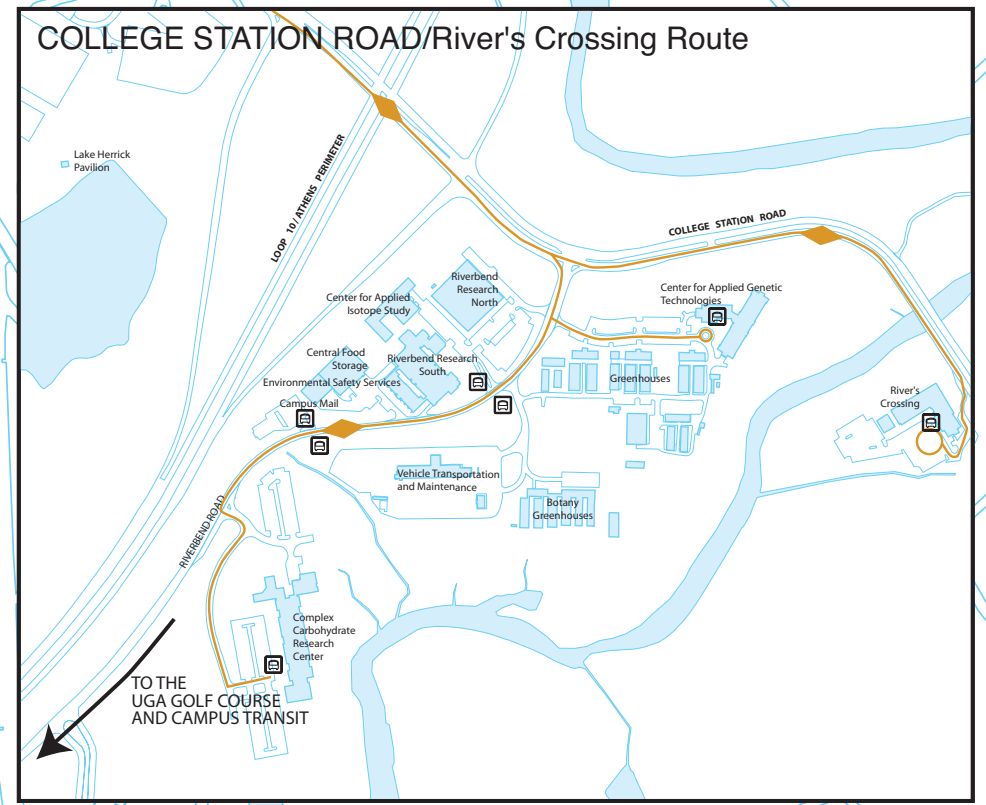 COLLEGE STATION ROAD/River's Crossing Route
Lake Herrick
Pavilion
LOOP 10 / ATHENS PERIMETER
COLLEGE STATION ROAD
Riverbend
Research
North
Center for Applied
Isotope Study
Center for Applied Genetic
Technologies
Central Food
Storage
Riverbend Research
South
Environmental Safety Services
Greenhouses
Campus Mail
River's
Crossing
Vehicle Transportation
and Maintenance
Botany
Greenhouses
RIVERBEND ROAD
Complex
Carbohydrate
Research
Center
TO THE
UGA GOLF COURSE
AND CAMPUS TRANSIT